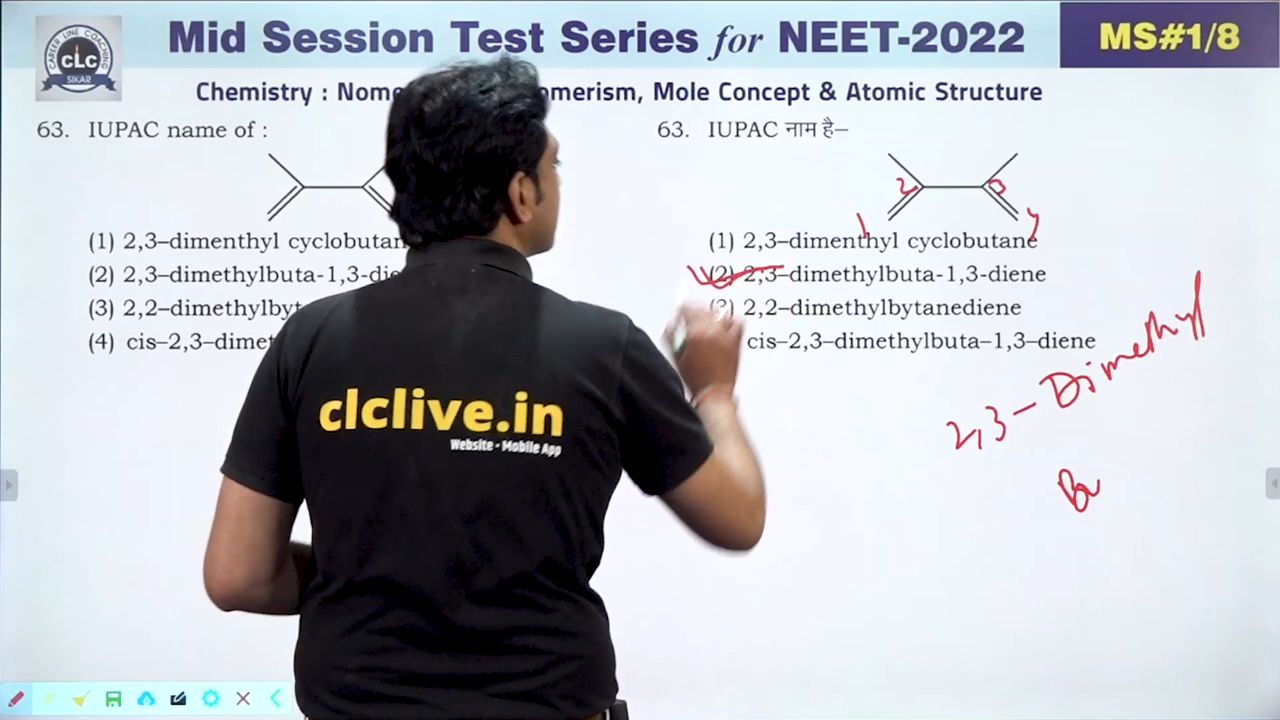 Mid Session Test Series for NEET-2022
MS#1/8
CAREER LINE COACHING
CLC
SIKAR
Chemistry : Nome omerism, Mole Concept & Atomic Structure
63. IUPAC name of :
(1) 2,3–dimenthyl cyclobutan
(2) 2,3–dimethylbuta-1,3-die
(3) 2,2–dimethylbyt
(4) cis–2,3–dimet
63. IUPAC नाम है–
1 2 3 4
(1) 2,3–dimenthyl cyclobutane
(2) 2,3–dimethylbuta-1,3-diene
(3) 2,2–dimethylbytanediene
cis–2,3–dimethylbuta–1,3–diene
2,3 – Dimethyl
Bu
clclive.in
Website - Mobile App